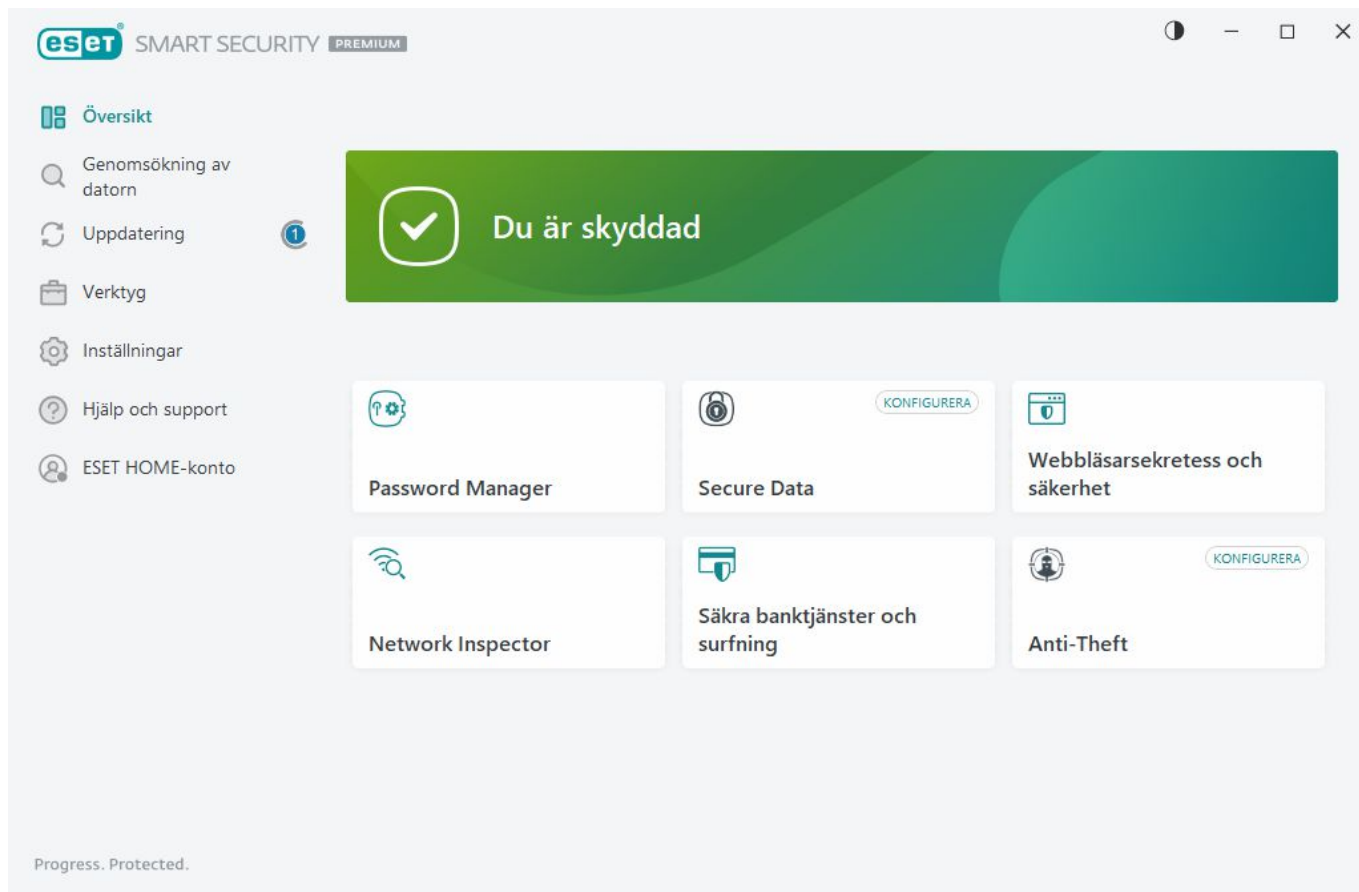 eseT® SMART SECURITY PREMIUM
Översikt
Genomsökning av
datorn
Uppdatering 1
Verktyg
Inställningar
Hjälp och support
ESET HOME-konto
Du är skyddad
Password Manager
KONFIGURERA
Secure Data
Webbläsarsekretess och
säkerhet
Network Inspector
Säkra banktjänster och
surfning
KONFIGURERA
Anti-Theft
Progress. Protected.